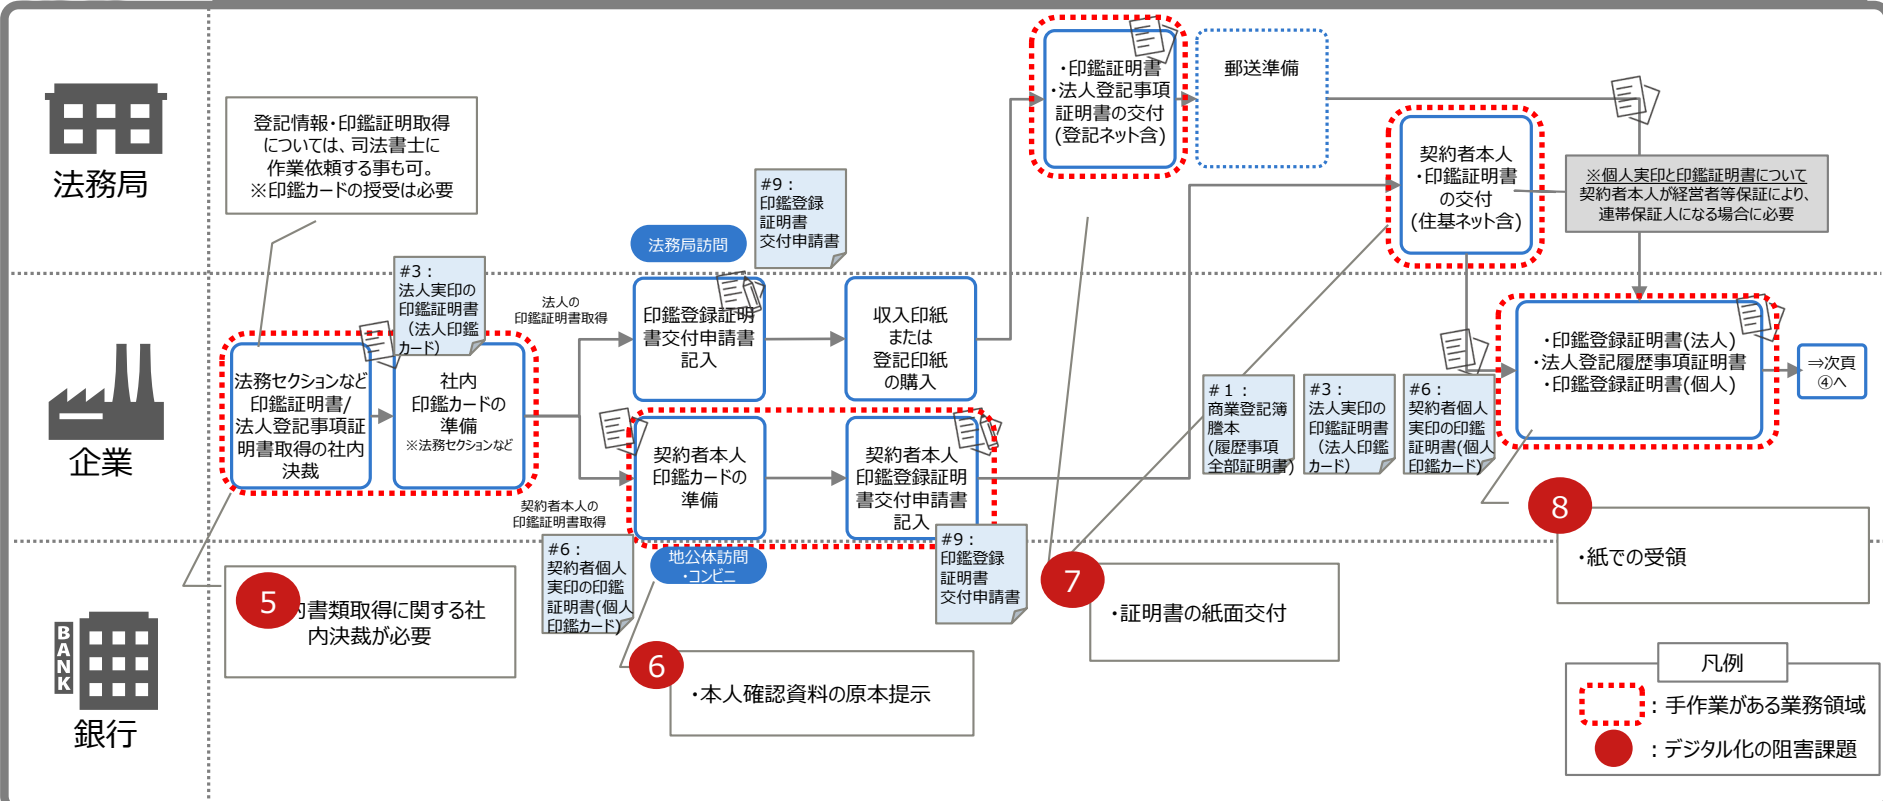 法務局
登記情報・印鑑証明取得
については、司法書士に
作業依頼する事も可。
※印鑑カードの授受は必要
#9：
印鑑登録
証明書
交付申請書
法務局訪問
・印鑑証明書
・法人登記事項
証明書の交付
(登記ネット含)
郵送準備
契約者本人
・印鑑証明書
の交付
(住基ネット含)
※個人実印と印鑑証明書について
契約者本人が経営者等保証により、
連帯保証人になる場合に必要
企業
法務セクションなど
印鑑証明書/
法人登記事項証
明書取得の社内
決裁
#3：
法人実印の
印鑑証明書
（法人印鑑
カード）
社内
印鑑カードの
準備
※法務セクションなど
法人の
印鑑証明書取得
印鑑登録証明
書交付申請書
記入
収入印紙
または
登記印紙
の購入
契約者本人の
印鑑証明書取得
契約者本人
印鑑カードの
準備
契約者本人
印鑑登録証明
書交付申請書
記入
#１：
商業登記簿
謄本
(履歴事項
全部証明書)
#3：
法人実印の
印鑑証明書
（法人印鑑
カード）
#6：
契約者個人
実印の印鑑
証明書(個人
印鑑カード)
・印鑑登録証明書(法人)
・法人登記履歴事項証明書
・印鑑登録証明書(個人)
⇒次頁
④へ
銀行
BANK
5
内書類取得に関する社
内決裁が必要
#6：
契約者個人
実印の印鑑
証明書(個人
印鑑カード)
地公体訪問
・コンビニ
6
・本人確認資料の原本提示
#9：
印鑑登録
証明書
交付申請書
7
・証明書の紙面交付
8
・紙での受領
凡例
：手作業がある業務領域
：デジタル化の阻害課題